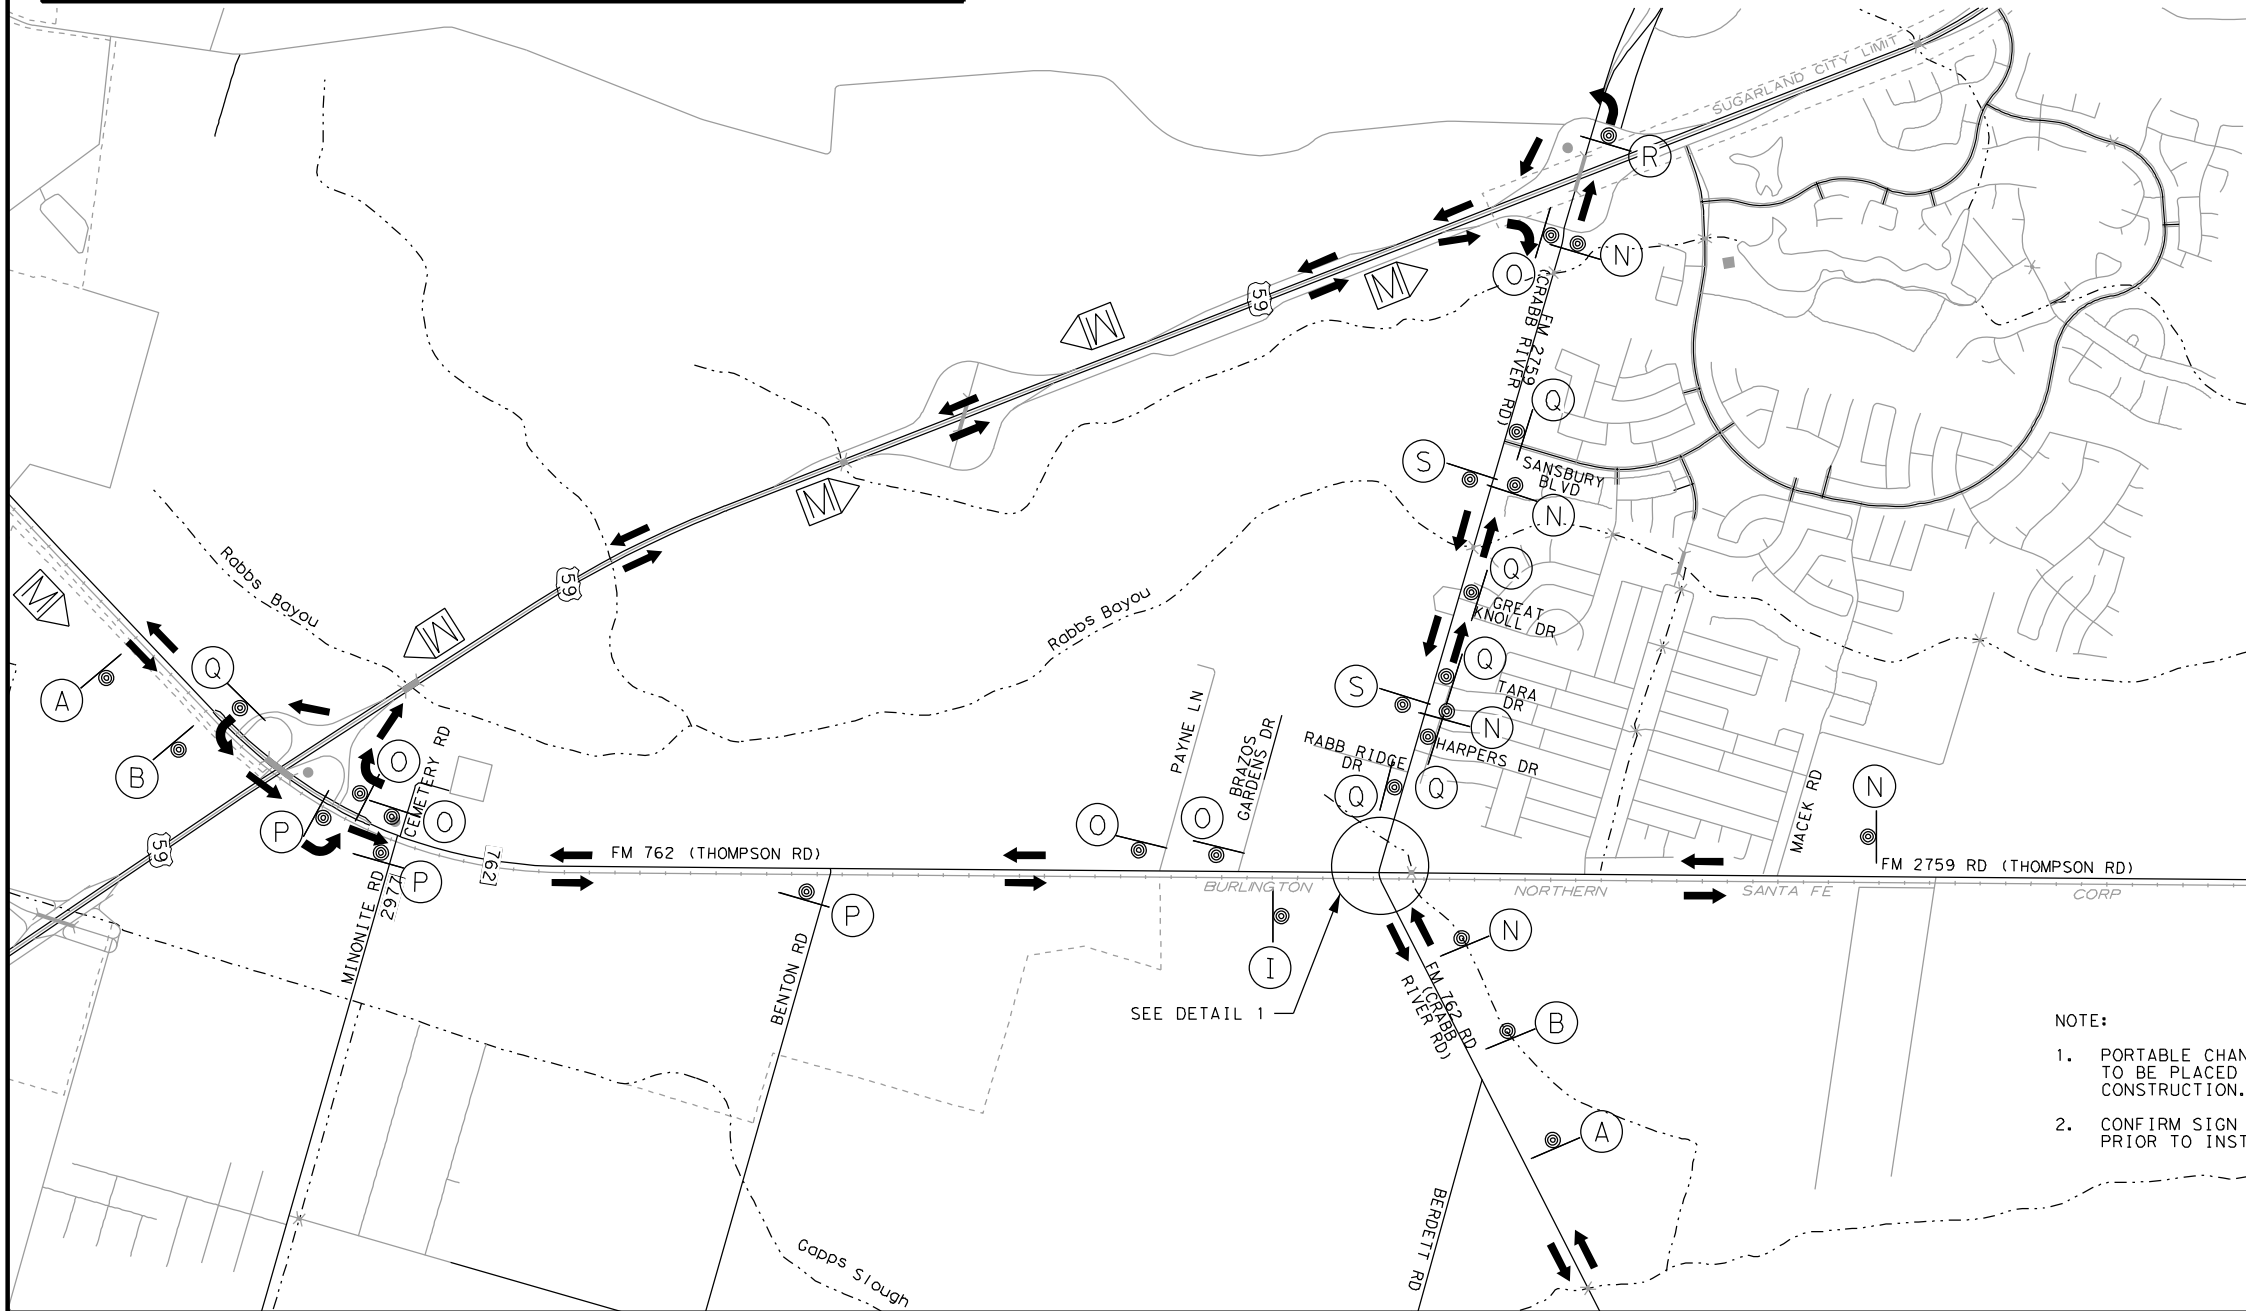 SUGARLAND CITY LIMIT
R
N
O
M
59
M
FM 2759
(CRABB RIVER RD)
Q
S
SANSBURY
BLVD
N
M
59
Q
GREAT
KNOLL DR
Rabbs Bayou
Rabbs Bayou
M
M
Q
A
B
Q
TARA
DR
S
N
HARPERS DR
RABB RIDGE
DR
Q
Q
PAYNE LN
BRAZOS
GARDENS DR
O
CEMETERY RD
O
P
P
59
762
MINONITE RD
2977
FM 762 (THOMPSON RD)
O
O
P
BENTON RD
BURLINGTON
NORTHERN
SANTA FE
CORP
MACEK RD
N
FM 2759 RD (THOMPSON RD)
I
SEE DETAIL 1
N
FM 762 RD
(CRABB
RIVER RD)
B
A
BERDETT RD
Gapps Slough
NOTE:
1. PORTABLE CHAN
TO BE PLACED
CONSTRUCTION.
2. CONFIRM SIGN
PRIOR TO INST